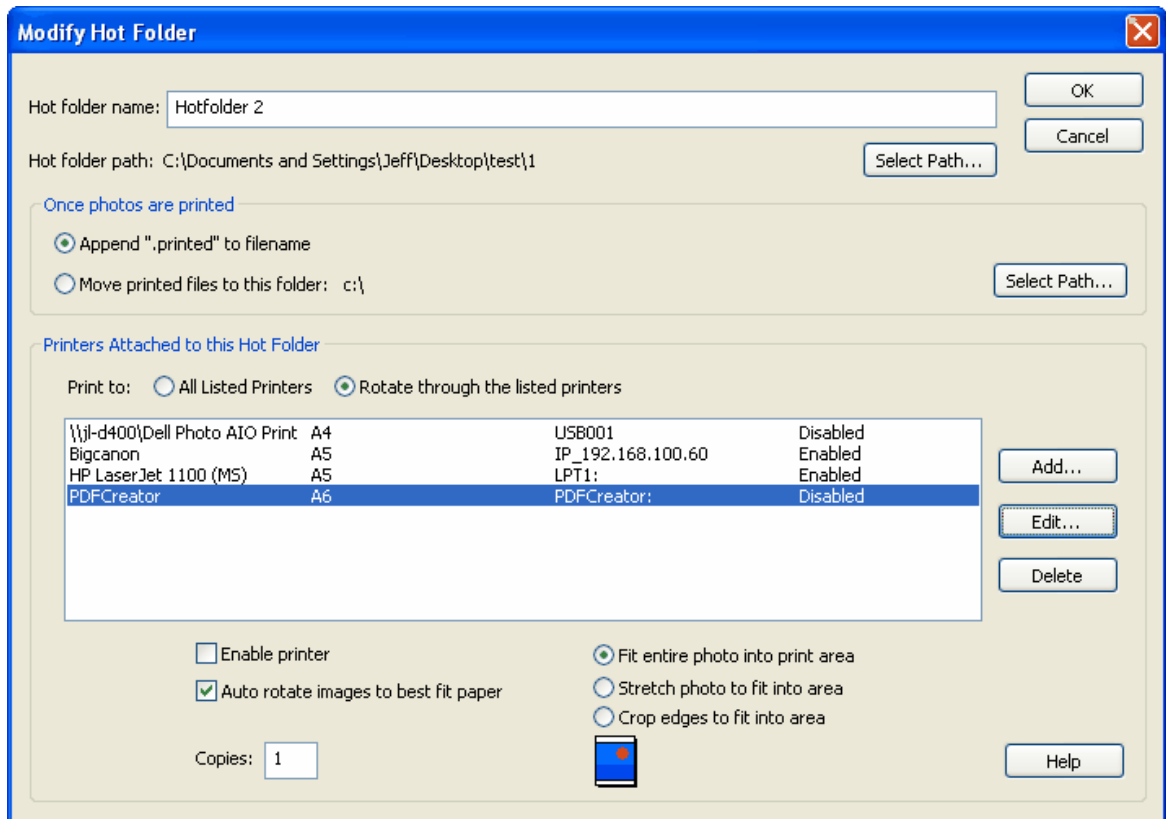 Modify Hot Folder
Hot folder name: Hotfolder 2
OK
Cancel
Hot folder path: C:\Documents and Settings\Jeff\Desktop\test\1 Select Path...
Once photos are printed
Append ".printed" to filename
Move printed files to this folder: c:\ Select Path...
Printers Attached to this Hot Folder
Print to: All Listed Printers Rotate through the listed printers
\\jl-d400\Dell Photo AIO Print A4 USB001 Disabled
Bigcanon A5 IP_192.168.100.60 Enabled
HP LaserJet 1100 (MS) A5 LPT1: Enabled
PDFCreator A6 PDFCreator: Disabled
Add...
Edit...
Delete
Enable printer
Auto rotate images to best fit paper
Fit entire photo into print area
Stretch photo to fit into area
Crop edges to fit into area
Copies: 1
Help